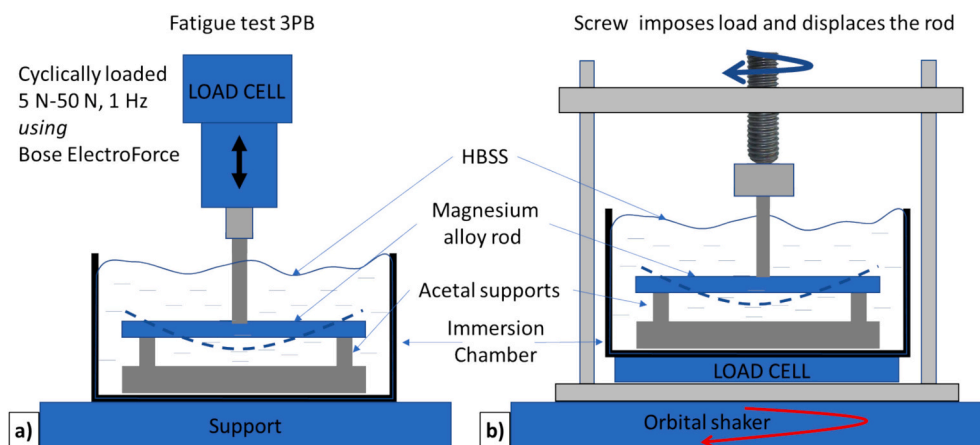 Fatigue test 3PB
Cyclically loaded
5 N-50 N, 1 Hz
using
Bose ElectroForce
LOAD CELL
Screw imposes load and displaces the rod
HBSS
Magnesium
alloy rod
Acetal supports
Immersion
Chamber
LOAD CELL
a)
Support
b)
Orbital shaker